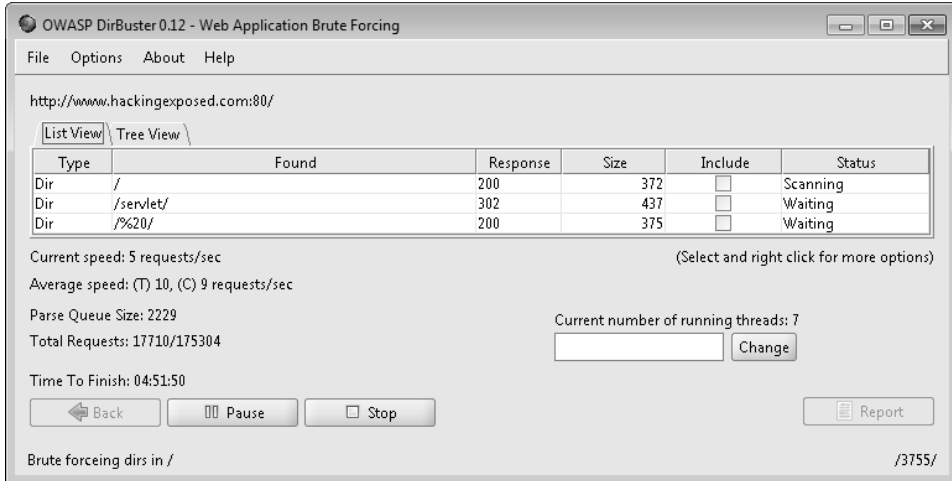 OWASP DirBuster 0.12 - Web Application Brute Forcing
File Options About Help
http://www.hackingexposed.com:80/
List View Tree View
Type Found Response Size Include Status
Dir / 200 372 Scanning
Dir /servlet/ 302 437 Waiting
Dir /%20/ 200 375 Waiting
Current speed: 5 requests/sec (Select and right click for more options)
Average speed: (T) 10, (C) 9 requests/sec
Parse Queue Size: 2229 Current number of running threads: 7
Total Requests: 17710/175304 Change
Time To Finish: 04:51:50
Back Pause Stop Report
Brute forceing dirs in / /3755/